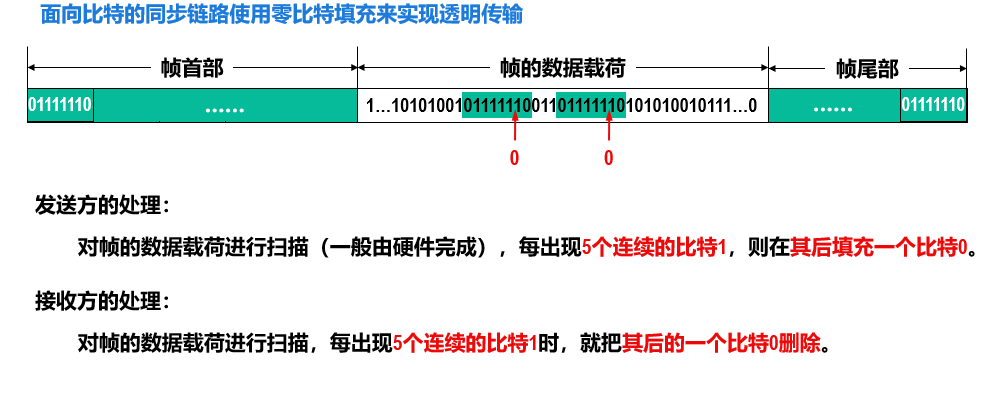 面向比特的同步链路使用零比特填充来实现透明传输
帧首部 帧的数据载荷 帧尾部
01111110 …… 1…10101001011111100110111111010101001010111…0 …… 01111110
0 0
发送方的处理：
对帧的数据载荷进行扫描（一般由硬件完成），每出现5个连续的比特1，则在其后填充一个比特0。
接收方的处理：
对帧的数据载荷进行扫描，每出现5个连续的比特1时，就把其后的一个比特0删除。